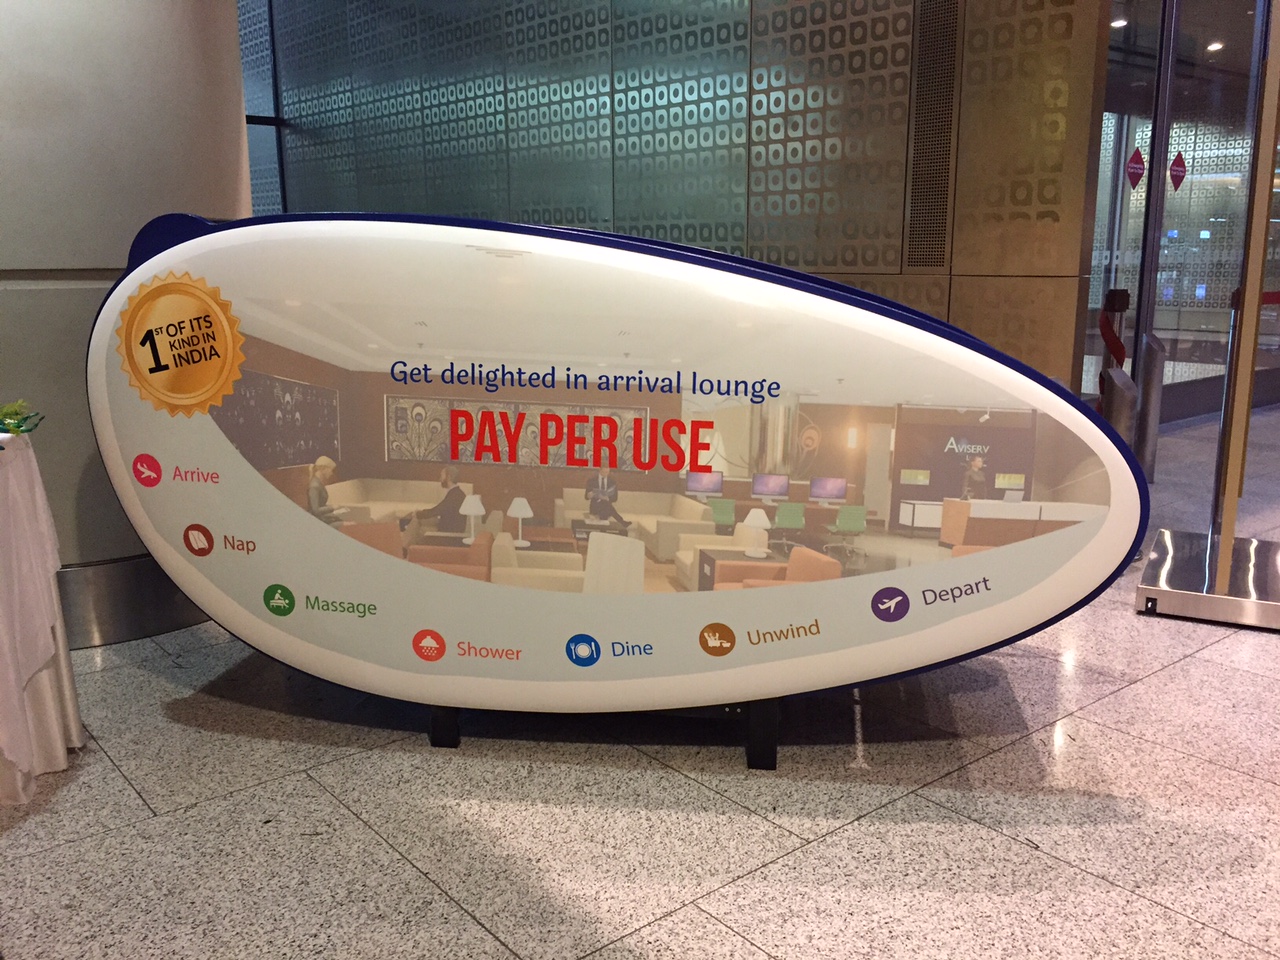 1ST OF ITS
KIND IN
INDIA
Get delighted in arrival lounge
PAY PER USE
AVISERV
Arrive
Nap
Massage
Shower
Dine
Unwind
Depart